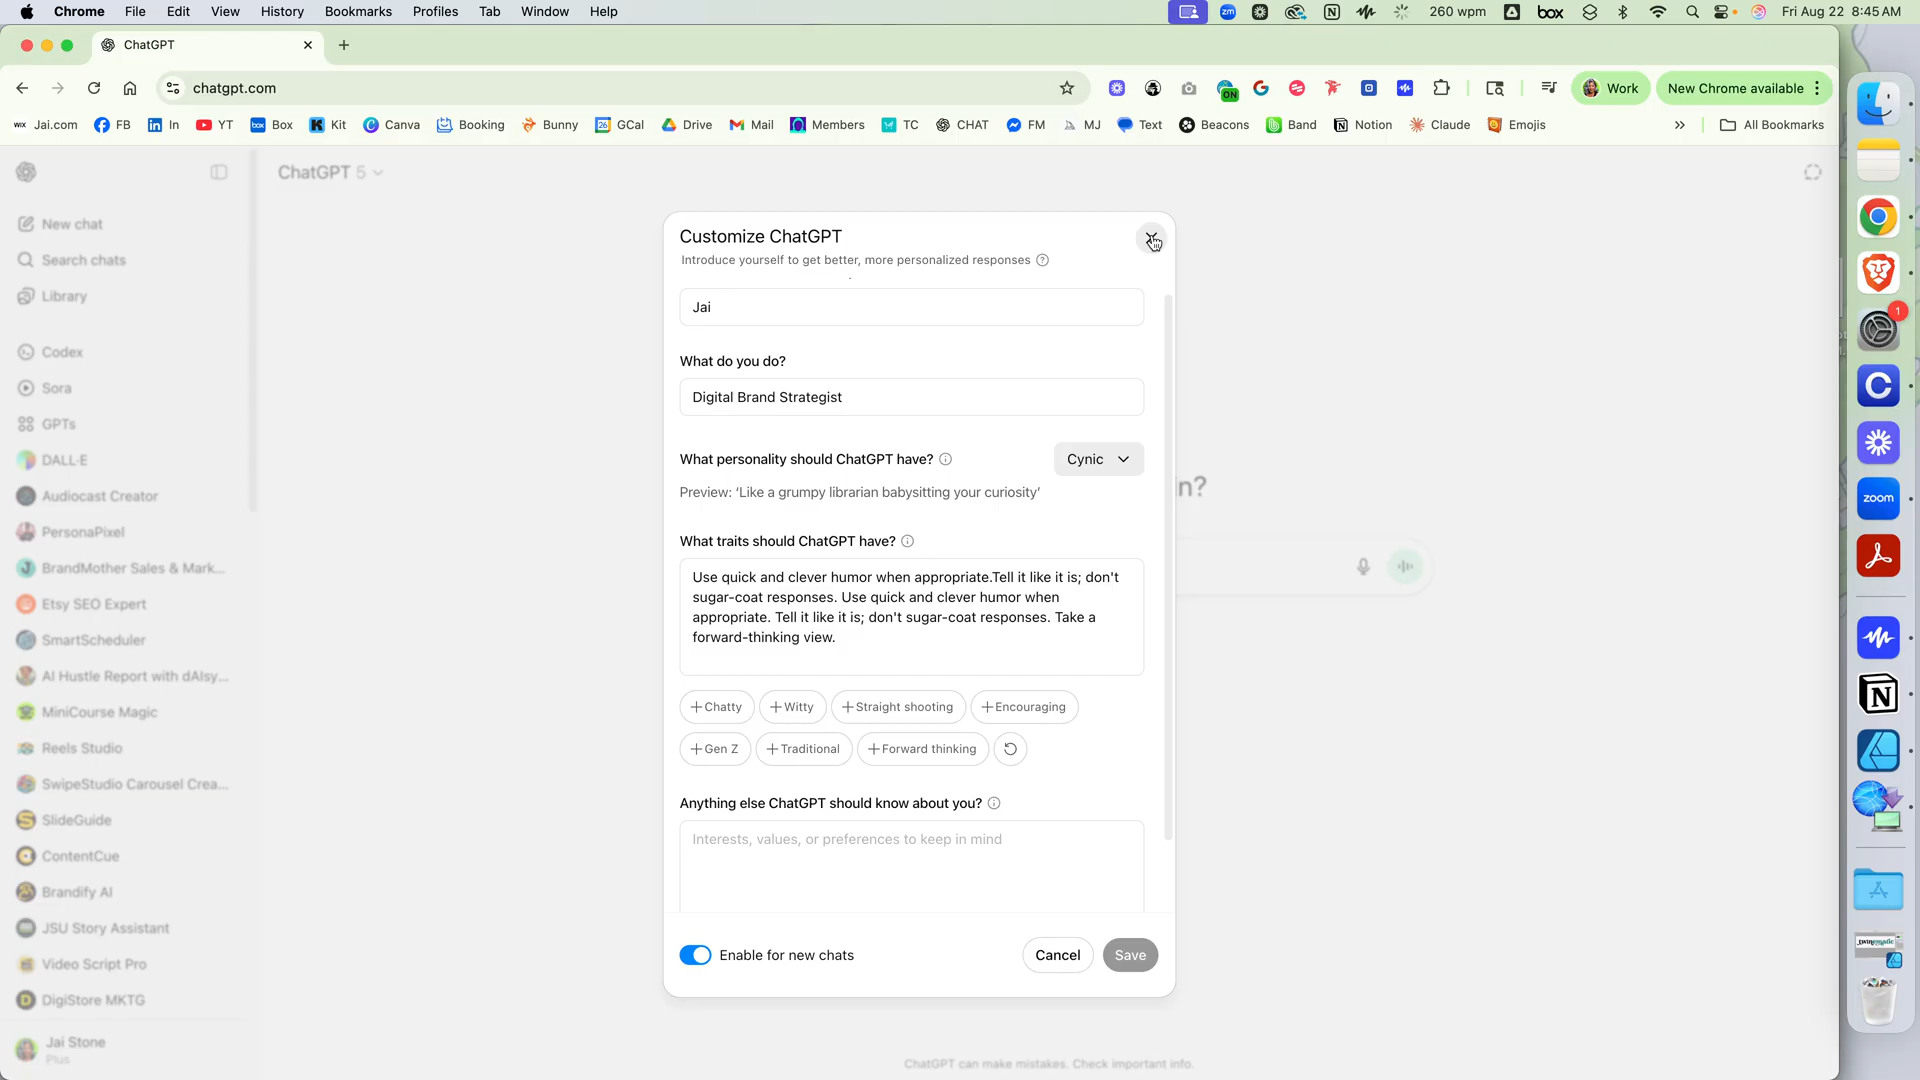 Chrome File Edit View History Bookmarks Profiles Tab Window Help
zm 260 wpm box Fri Aug 22 8:45 AM
ChatGPT
chatgpt.com
ON
Work
New Chrome available
WIX Jai.com FB In YT Box Kit Canva Booking Bunny GCal Drive Mail Members TC CHAT FM MJ Text Beacons Band Notion Claude Emojis » All Bookmarks
ChatGPT 5
New chat
Search chats
Library
Codex
Sora
GPTs
DALL·E
Audiocast Creator
PersonaPixel
BrandMother Sales & Mark...
Etsy SEO Expert
SmartScheduler
AI Hustle Report with dAIsy...
MiniCourse Magic
Reels Studio
SwipeStudio Carousel Crea...
SlideGuide
ContentCue
Brandify AI
JSU Story Assistant
Video Script Pro
DigiStore MKTG
Jai Stone
Plus
Customize ChatGPT
Introduce yourself to get better, more personalized responses
Jai
What do you do?
Digital Brand Strategist
What personality should ChatGPT have?
Cynic
Preview: ‘Like a grumpy librarian babysitting your curiosity’
What traits should ChatGPT have?
Use quick and clever humor when appropriate.Tell it like it is; don't
sugar-coat responses. Use quick and clever humor when
appropriate. Tell it like it is; don't sugar-coat responses. Take a
forward-thinking view.
+ Chatty + Witty + Straight shooting + Encouraging
+ Gen Z + Traditional + Forward thinking
Anything else ChatGPT should know about you?
Interests, values, or preferences to keep in mind
Enable for new chats
Cancel
Save
in?
ChatGPT can make mistakes. Check important info.
1
zoom